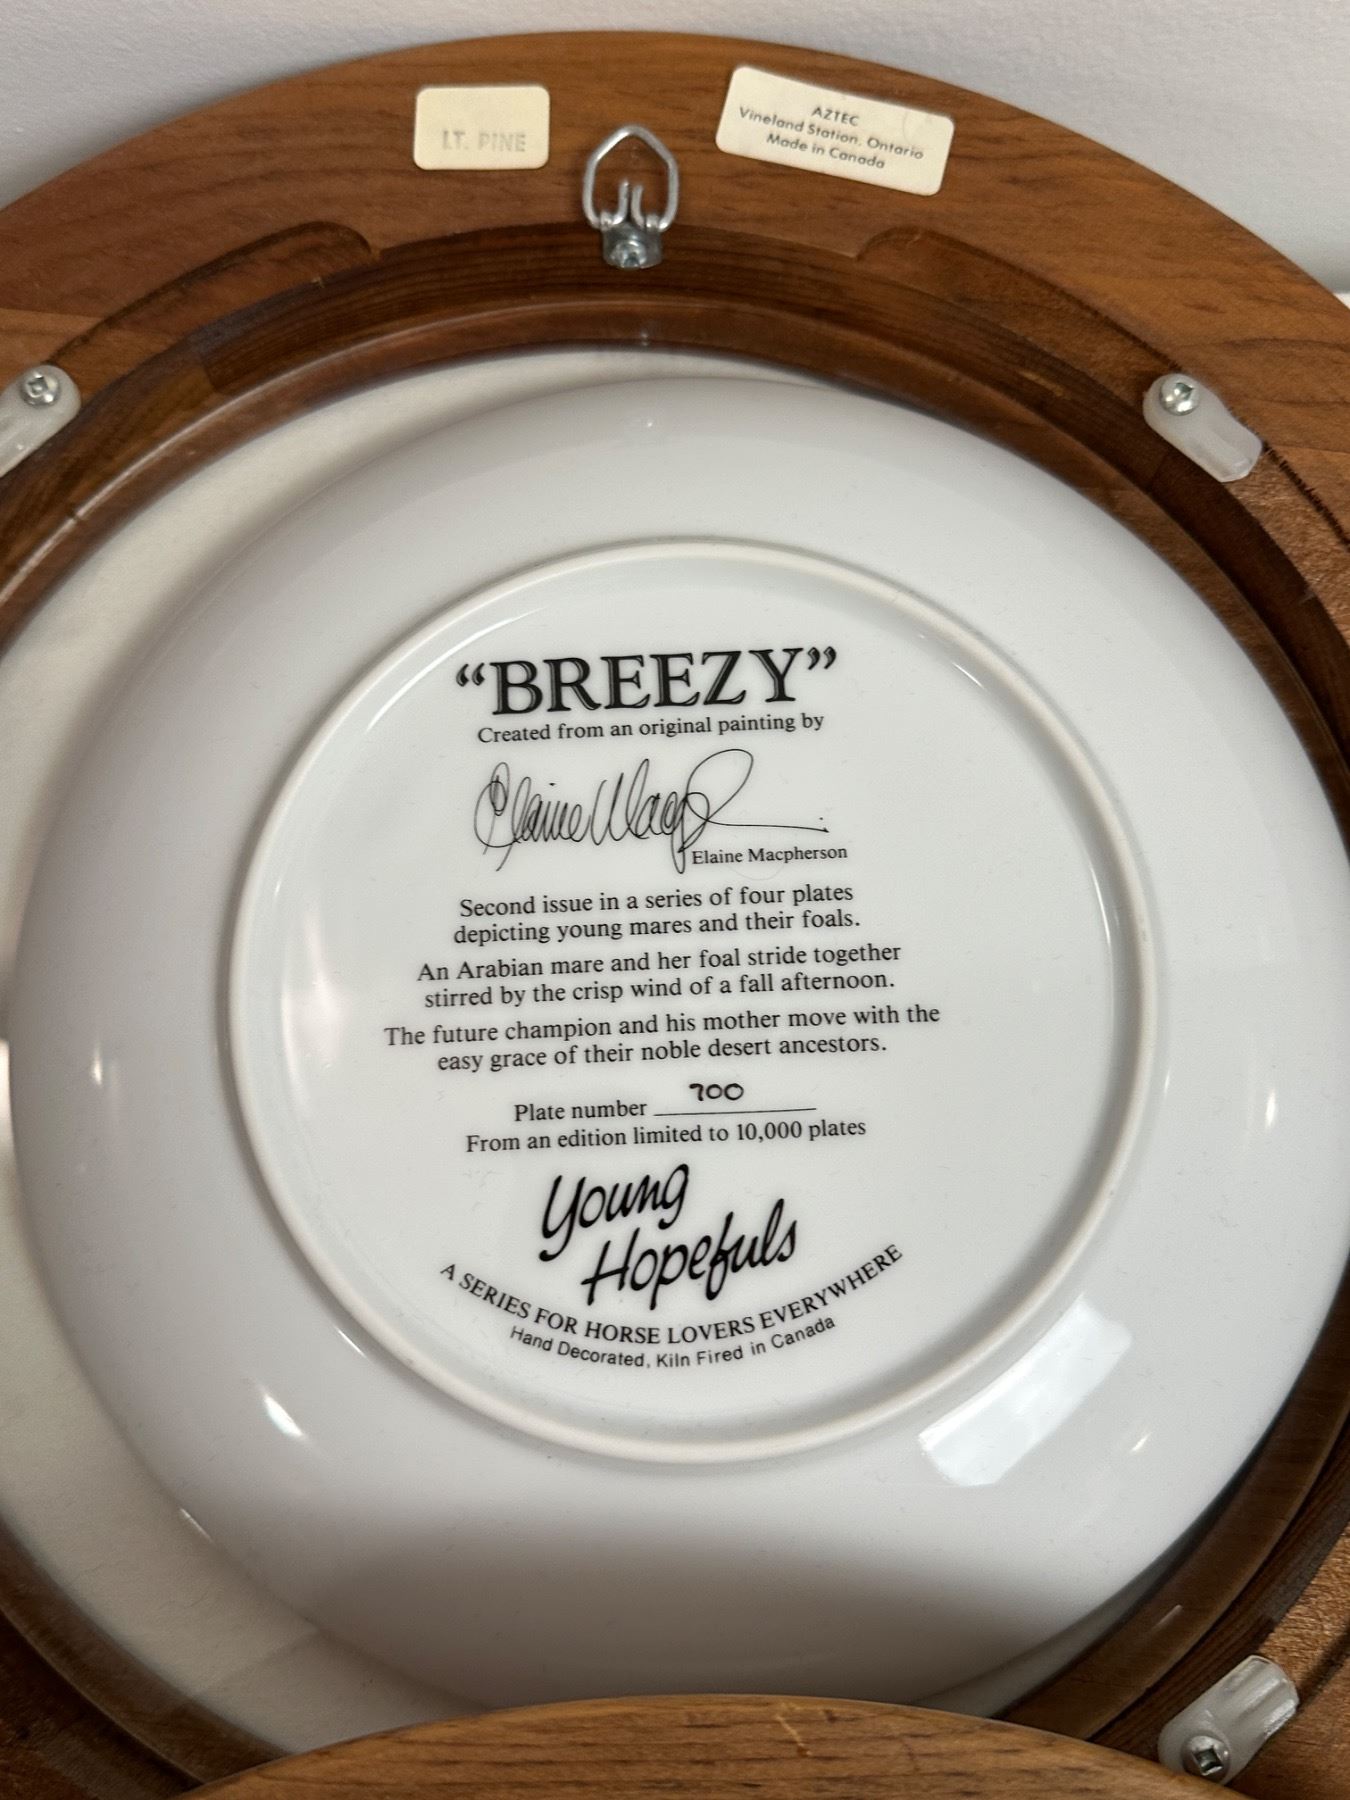 LT. PINE
AZTEC
Vineland Station, Ontario
Made in Canada
“BREEZY”
Created from an original painting by
Elaine Macp
Elaine Macpherson
Second issue in a series of four plates
depicting young mares and their foals.
An Arabian mare and her foal stride together
stirred by the crisp wind of a fall afternoon.
The future champion and his mother move with the
easy grace of their noble desert ancestors.
Plate number 700
From an edition limited to 10,000 plates
Young
Hopefuls
A SERIES FOR HORSE LOVERS EVERYWHERE
Hand Decorated, Kiln Fired in Canada